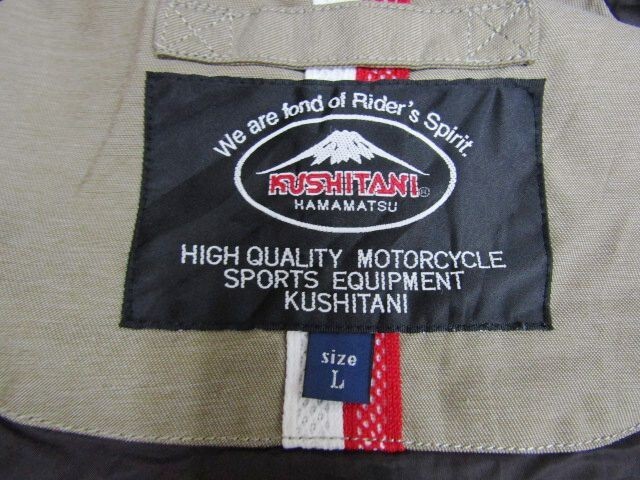 We are fond of Rider's Spirit.
KUSHITANI®
HAMAMATSU
HIGH QUALITY MOTORCYCLE
SPORTS EQUIPMENT
KUSHITANI
size
L